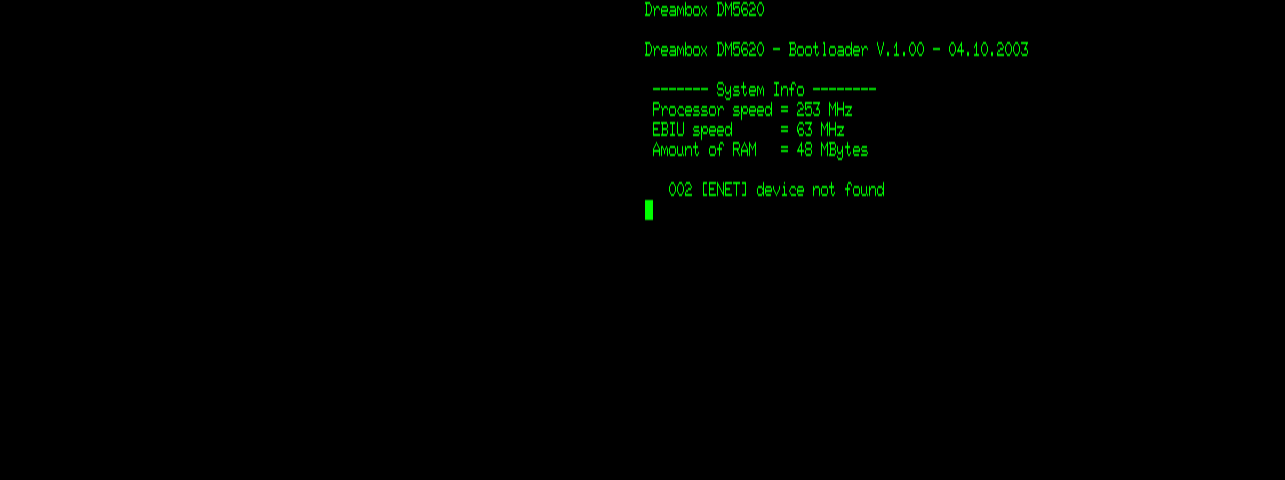 Dreambox DM5620
Dreambox DM5620 - Bootloader V.1.00 - 04.10.2003
------- System Info --------
Processor speed = 253 MHz
EBIU speed      = 63 MHz
Amount of RAM   = 48 MBytes
002 [ENET] device not found